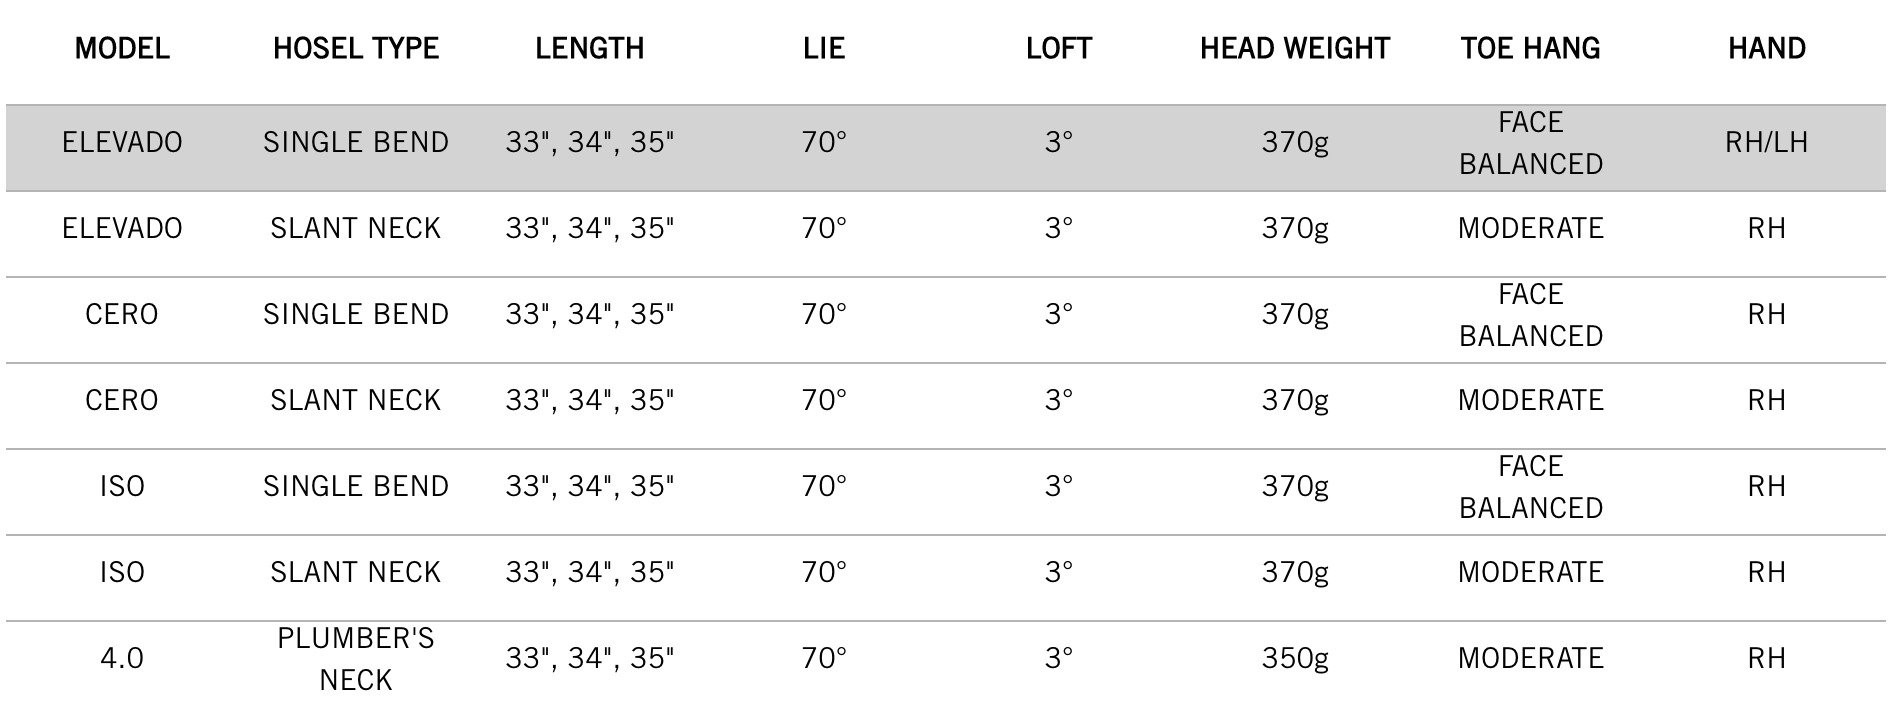 MODEL HOSEL TYPE LENGTH LIE LOFT HEAD WEIGHT TOE HANG HAND
ELEVADO SINGLE BEND 33", 34", 35" 70° 3° 370g FACE BALANCED RH/LH
ELEVADO SLANT NECK 33", 34", 35" 70° 3° 370g MODERATE RH
CERO SINGLE BEND 33", 34", 35" 70° 3° 370g FACE BALANCED RH
CERO SLANT NECK 33", 34", 35" 70° 3° 370g MODERATE RH
ISO SINGLE BEND 33", 34", 35" 70° 3° 370g FACE BALANCED RH
ISO SLANT NECK 33", 34", 35" 70° 3° 370g MODERATE RH
4.0 PLUMBER'S NECK 33", 34", 35" 70° 3° 350g MODERATE RH